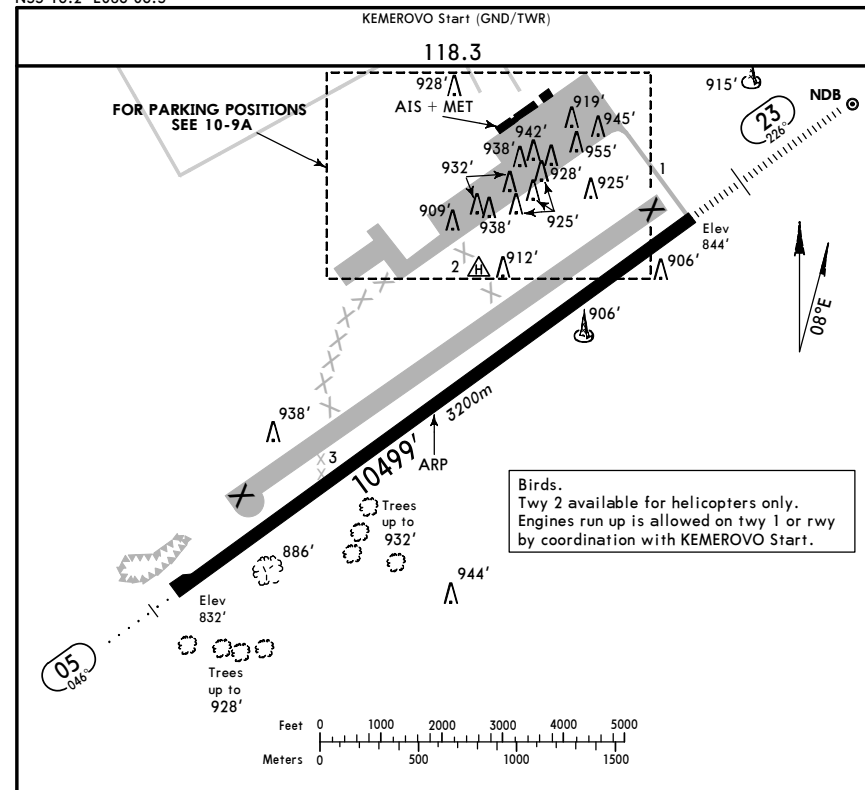 KEMEROVO Start (GND/TWR)
118.3
928'
915'
NDB
FOR PARKING POSITIONS
SEE 10-9A
AIS + MET
919'
945'
23
226°
942'
938'
955'
932'
928'
1
925'
909'
938'
925'
Elev
844'
2
H
912'
906'
906'
08°E
938'
3200m
3
10499'
ARP
Birds.
Twy 2 available for helicopters only.
Engines run up is allowed on twy 1 or rwy
by coordination with KEMEROVO Start.
Trees
up to
932'
886'
944'
Elev
832'
05
046°
Trees
up to
928'
Feet 0 1000 2000 3000 4000 5000
Meters 0 500 1000 1500